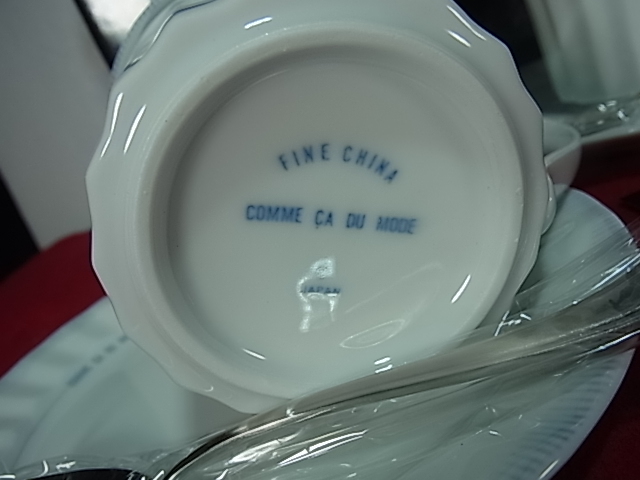 FINE CHINA
COMME ÇA DU MODE
JAPAN